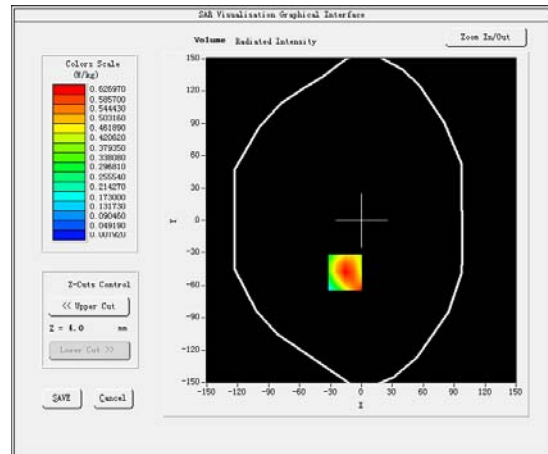 SAR Visualisation Graphical Interface
Volume Radiated Intensity
Zoom In/Out
Colors Scale
(W/kg)
0.626970
0.585700
0.544430
0.503160
0.461890
0.420620
0.379350
0.338080
0.296810
0.255540
0.214270
0.173000
0.131730
0.090460
0.049190
0.007920
Z-Cuts Control
<< Upper Cut
Z = 4.0 mm
Lower Cut >>
SAVE Cancel
150
120
90
60
30
0
-30
-60
-90
-120
-150
Y
-150 -120 -90 -60 -30 0 30 60 90 120 150
X